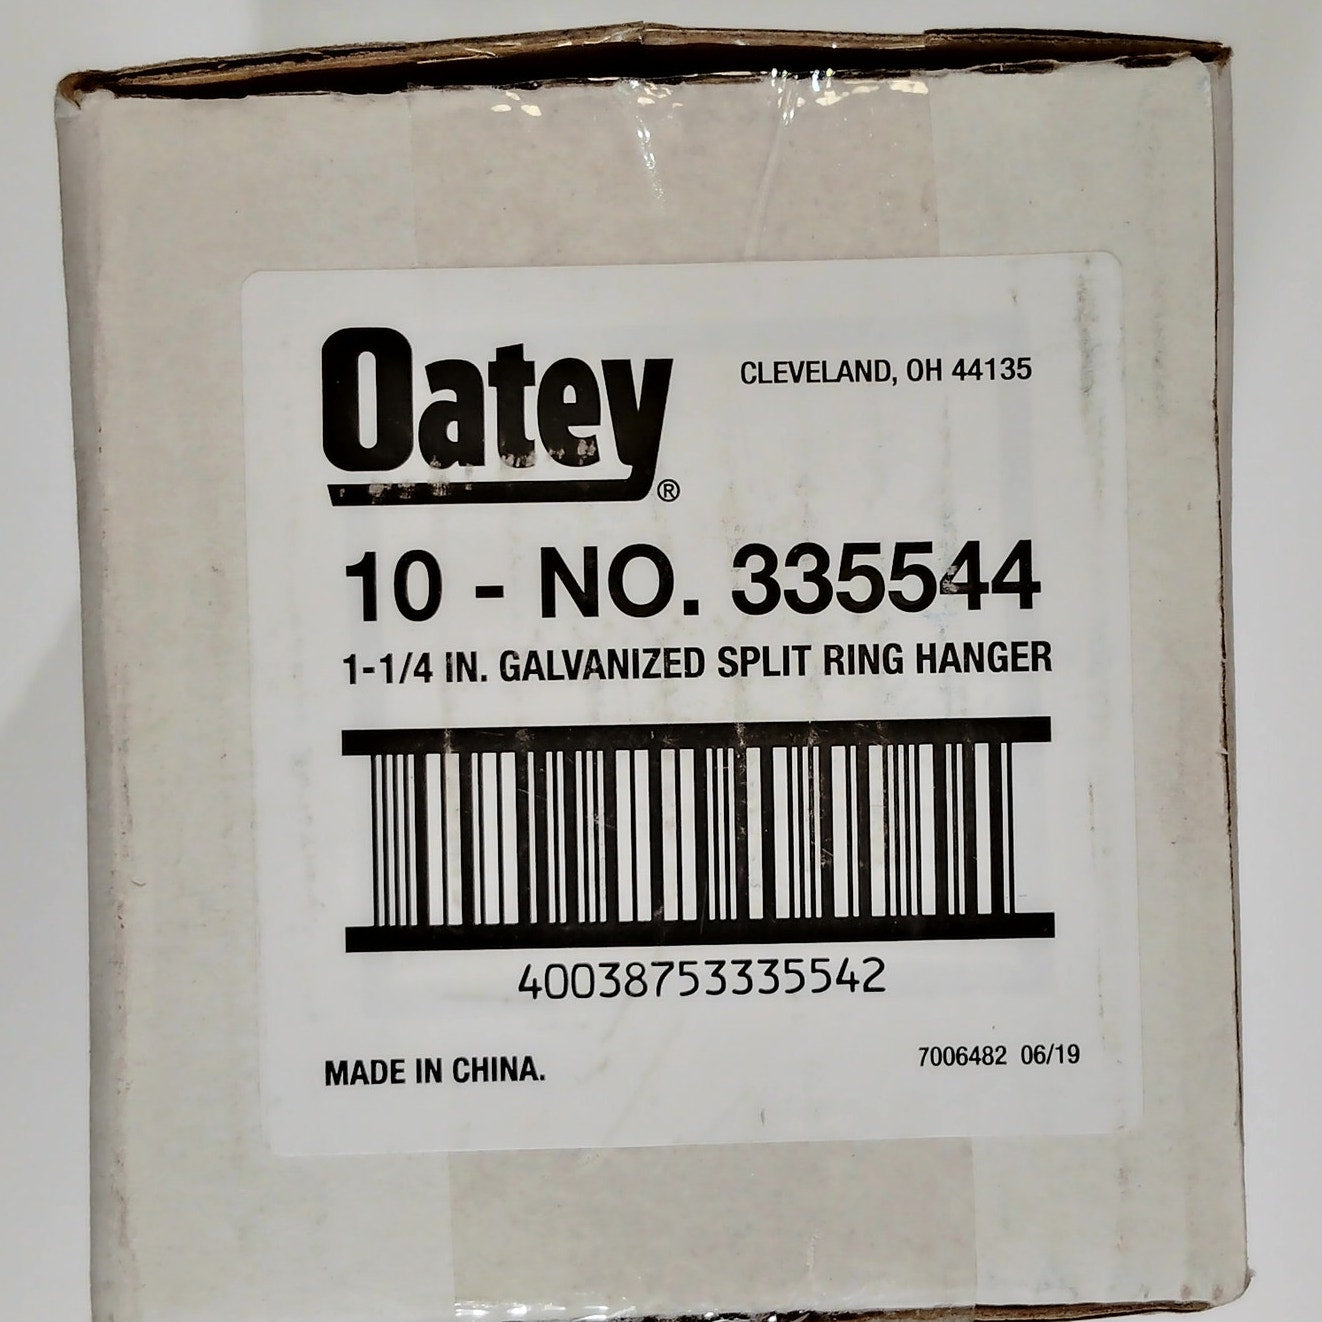 Oatey®
CLEVELAND, OH 44135
10 - NO. 335544
1-1/4 IN. GALVANIZED SPLIT RING HANGER
40038753335542
MADE IN CHINA.
7006482 06/19